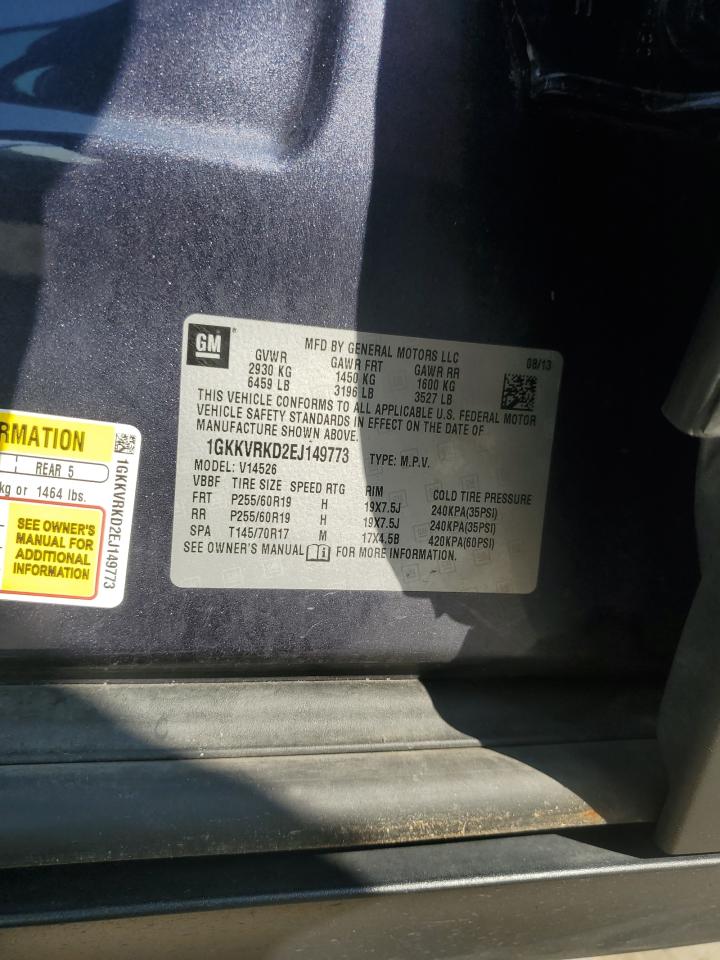 GM
MFD BY GENERAL MOTORS LLC
08/13
GVWR GAWR FRT GAWR RR
2930 KG 1450 KG 1600 KG
6459 LB 3196 LB 3527 LB
THIS VEHICLE CONFORMS TO ALL APPLICABLE U.S. FEDERAL MOTOR
VEHICLE SAFETY STANDARDS IN EFFECT ON THE DATE OF
MANUFACTURE SHOWN ABOVE.
1GKKVRKD2EJ149773 TYPE: M.P.V.
MODEL: V14526
VBBF TIRE SIZE SPEED RTG RIM COLD TIRE PRESSURE
FRT P255/60R19 H 19X7.5J 240KPA(35PSI)
RR P255/60R19 H 19X7.5J 240KPA(35PSI)
SPA T145/70R17 M 17X4.5B 420KPA(60PSI)
SEE OWNER'S MANUAL FOR MORE INFORMATION.
RMATION
REAR 5
kg or 1464 lbs.
SEE OWNER'S
MANUAL FOR
ADDITIONAL
INFORMATION
1GKKVRKD2EJ149773